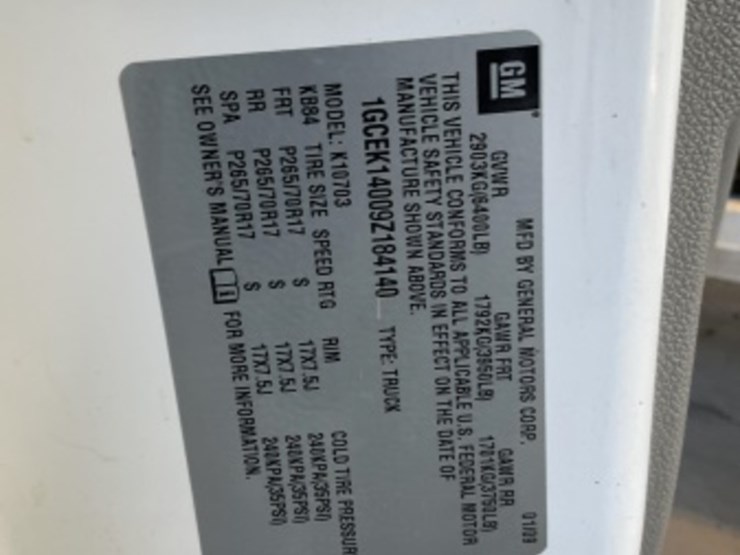 GM
MFD BY GENERAL MOTORS CORP. 01/09
GVWR GAWR FRT GAWR RR
2903KG(6400LB) 1792KG(3950LB) 1701KG(3750LB)
THIS VEHICLE CONFORMS TO ALL APPLICABLE U.S. FEDERAL MOTOR
VEHICLE SAFETY STANDARDS IN EFFECT ON THE DATE OF
MANUFACTURE SHOWN ABOVE.
1GCEK14009Z184140 TYPE: TRUCK
MODEL: K10703
KB84 TIRE SIZE SPEED RTG RIM COLD TIRE PRESSUR
FRT P265/70R17 S 17X7.5J 240KPA(35PSI)
RR P265/70R17 S 17X7.5J 240KPA(35PSI)
SPA P265/70R17 S 17X7.5J 240KPA(35PSI)
SEE OWNER'S MANUAL FOR MORE INFORMATION.